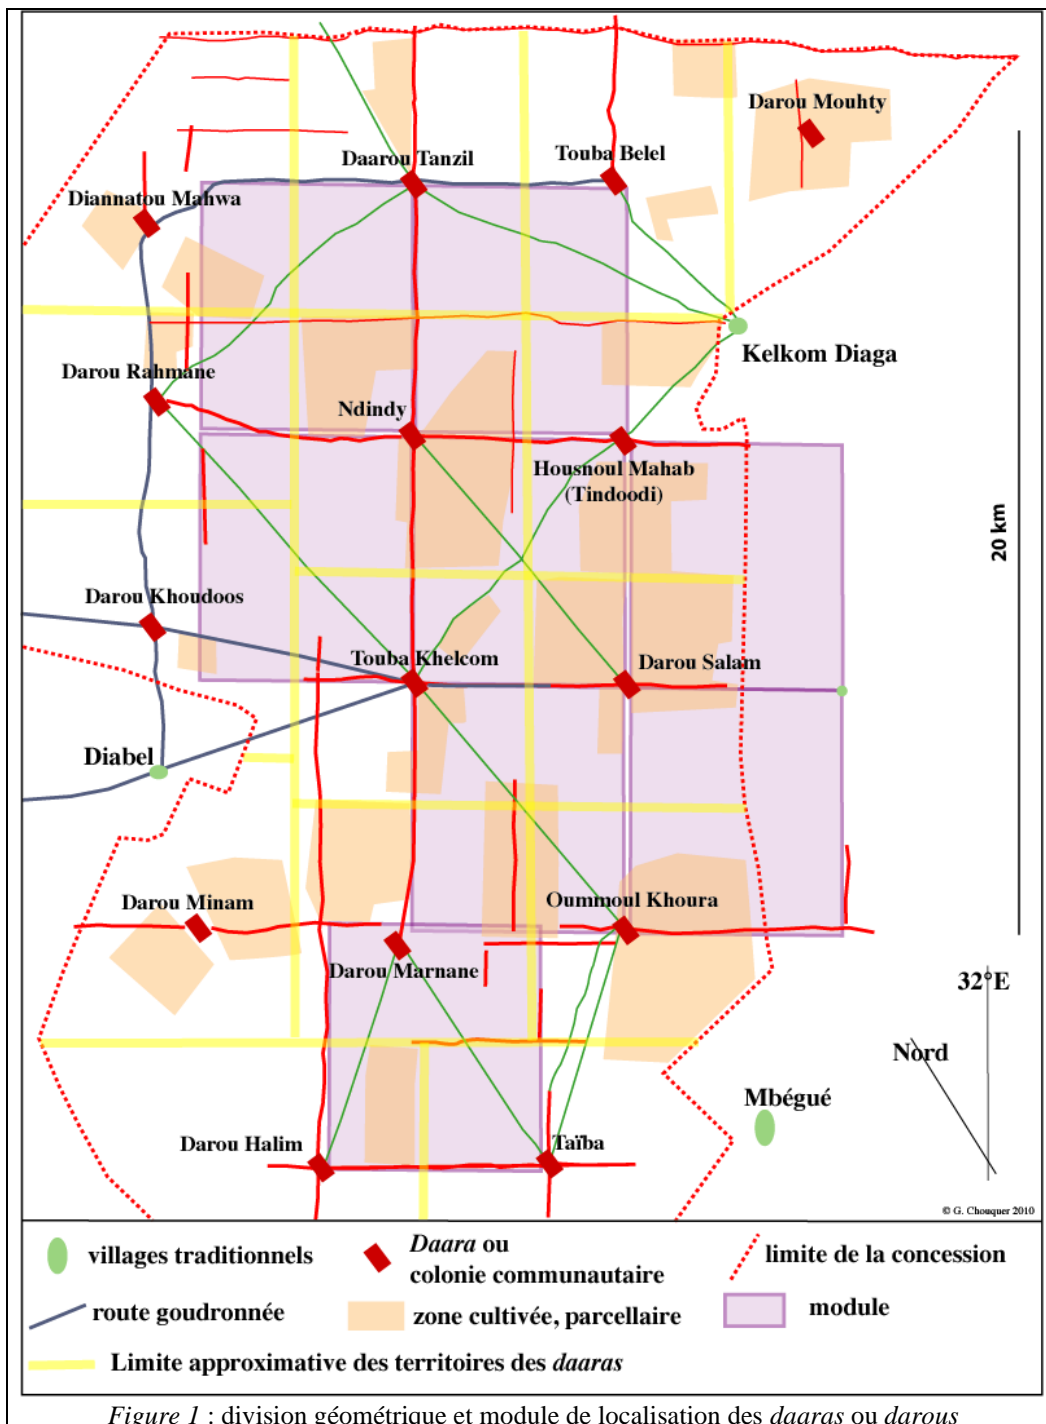 Darou Mouhty
Daarou Tanzil
Touba Belel
Diannatou Mahwa
Kelkom Diaga
Darou Rahmane
Ndindy
Housnoul Mahab
(Tindoodi)
20 km
Darou Khoudoos
Touba Khelcom
Darou Salam
Diabel
Darou Minam
Oummoul Khoura
Darou Marnane
32°E
Nord
Mbégué
Darou Halim
Taïba
© G. Chouquer 2010
villages traditionnels
Daara ou
colonie communautaire
limite de la concession
route goudronnée
zone cultivée, parcellaire
module
Limite approximative des territoires des daaras
Figure 1 : division géométrique et module de localisation des daaras ou darous